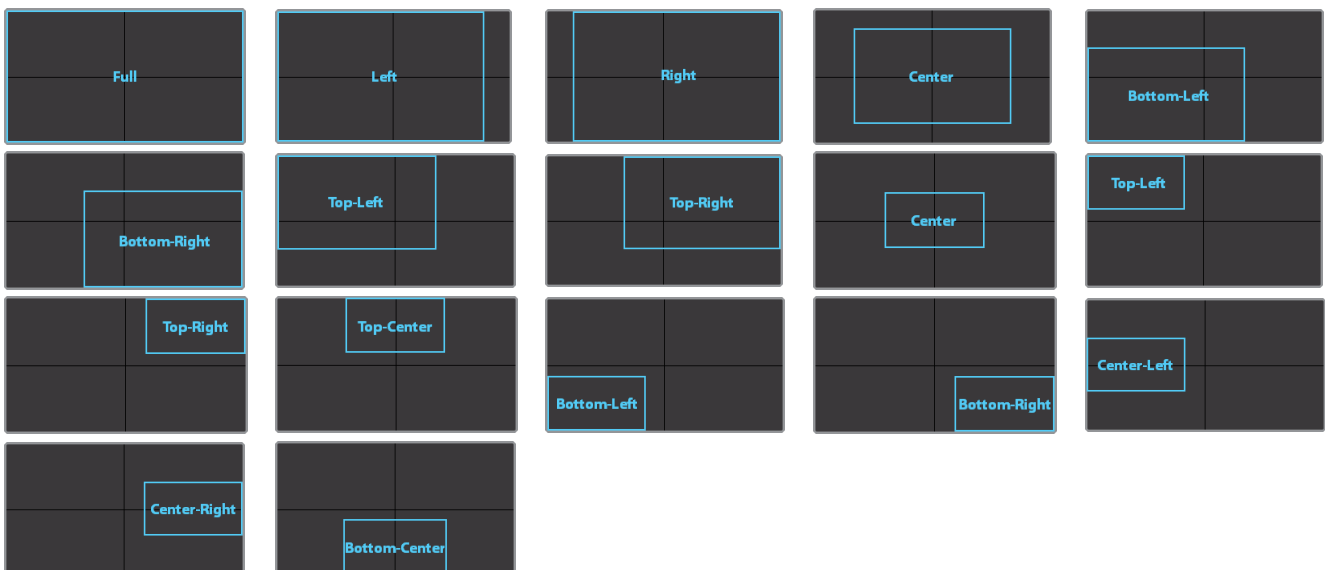 Full
Left
Right
Center
Bottom-Left
Bottom-Right
Top-Left
Top-Right
Center
Top-Left
Top-Right
Top-Center
Bottom-Left
Bottom-Right
Center-Left
Center-Right
Bottom-Center